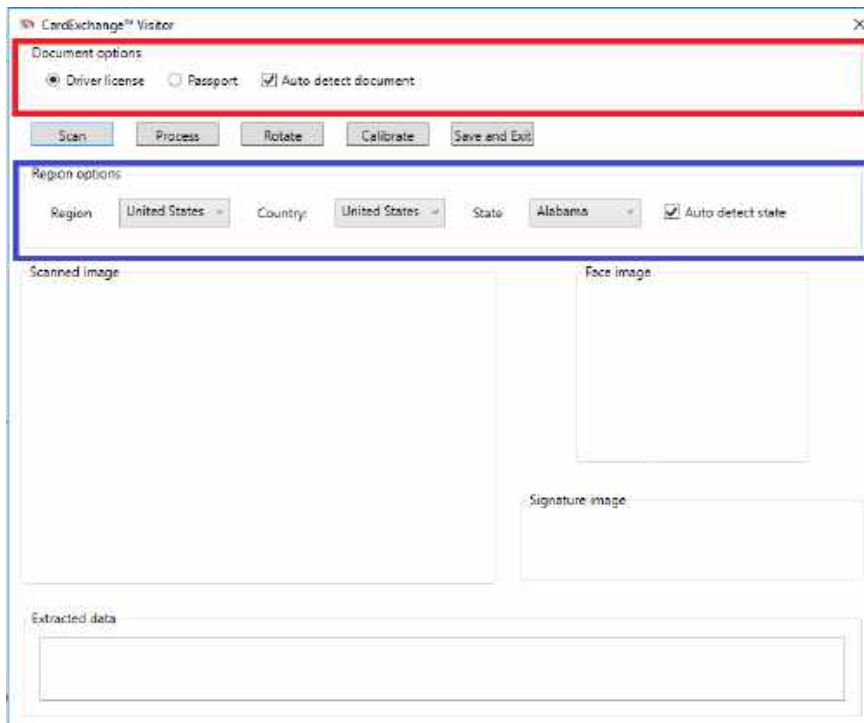 CardExchange™ Visitor
Document options
Driver license Passport Auto detect document
Scan Process Rotate Calibrate Save and Exit
Region options
Region United States Country: United States State Alabama Auto detect state
Scanned image Face image
Signature image
Extracted data